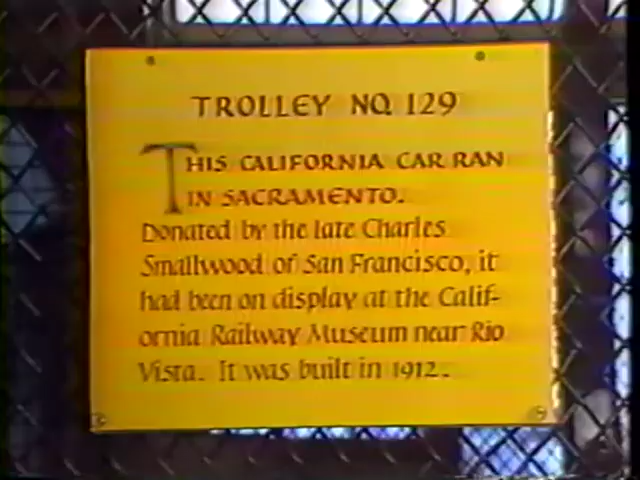 TROLLEY NO. 129
THIS CALIFORNIA CAR RAN
IN SACRAMENTO.
Donated by the late Charles
Smallwood of San Francisco, it
had been on display at the Calif-
ornia Railway Museum near Rio
Vista. It was built in 1912.